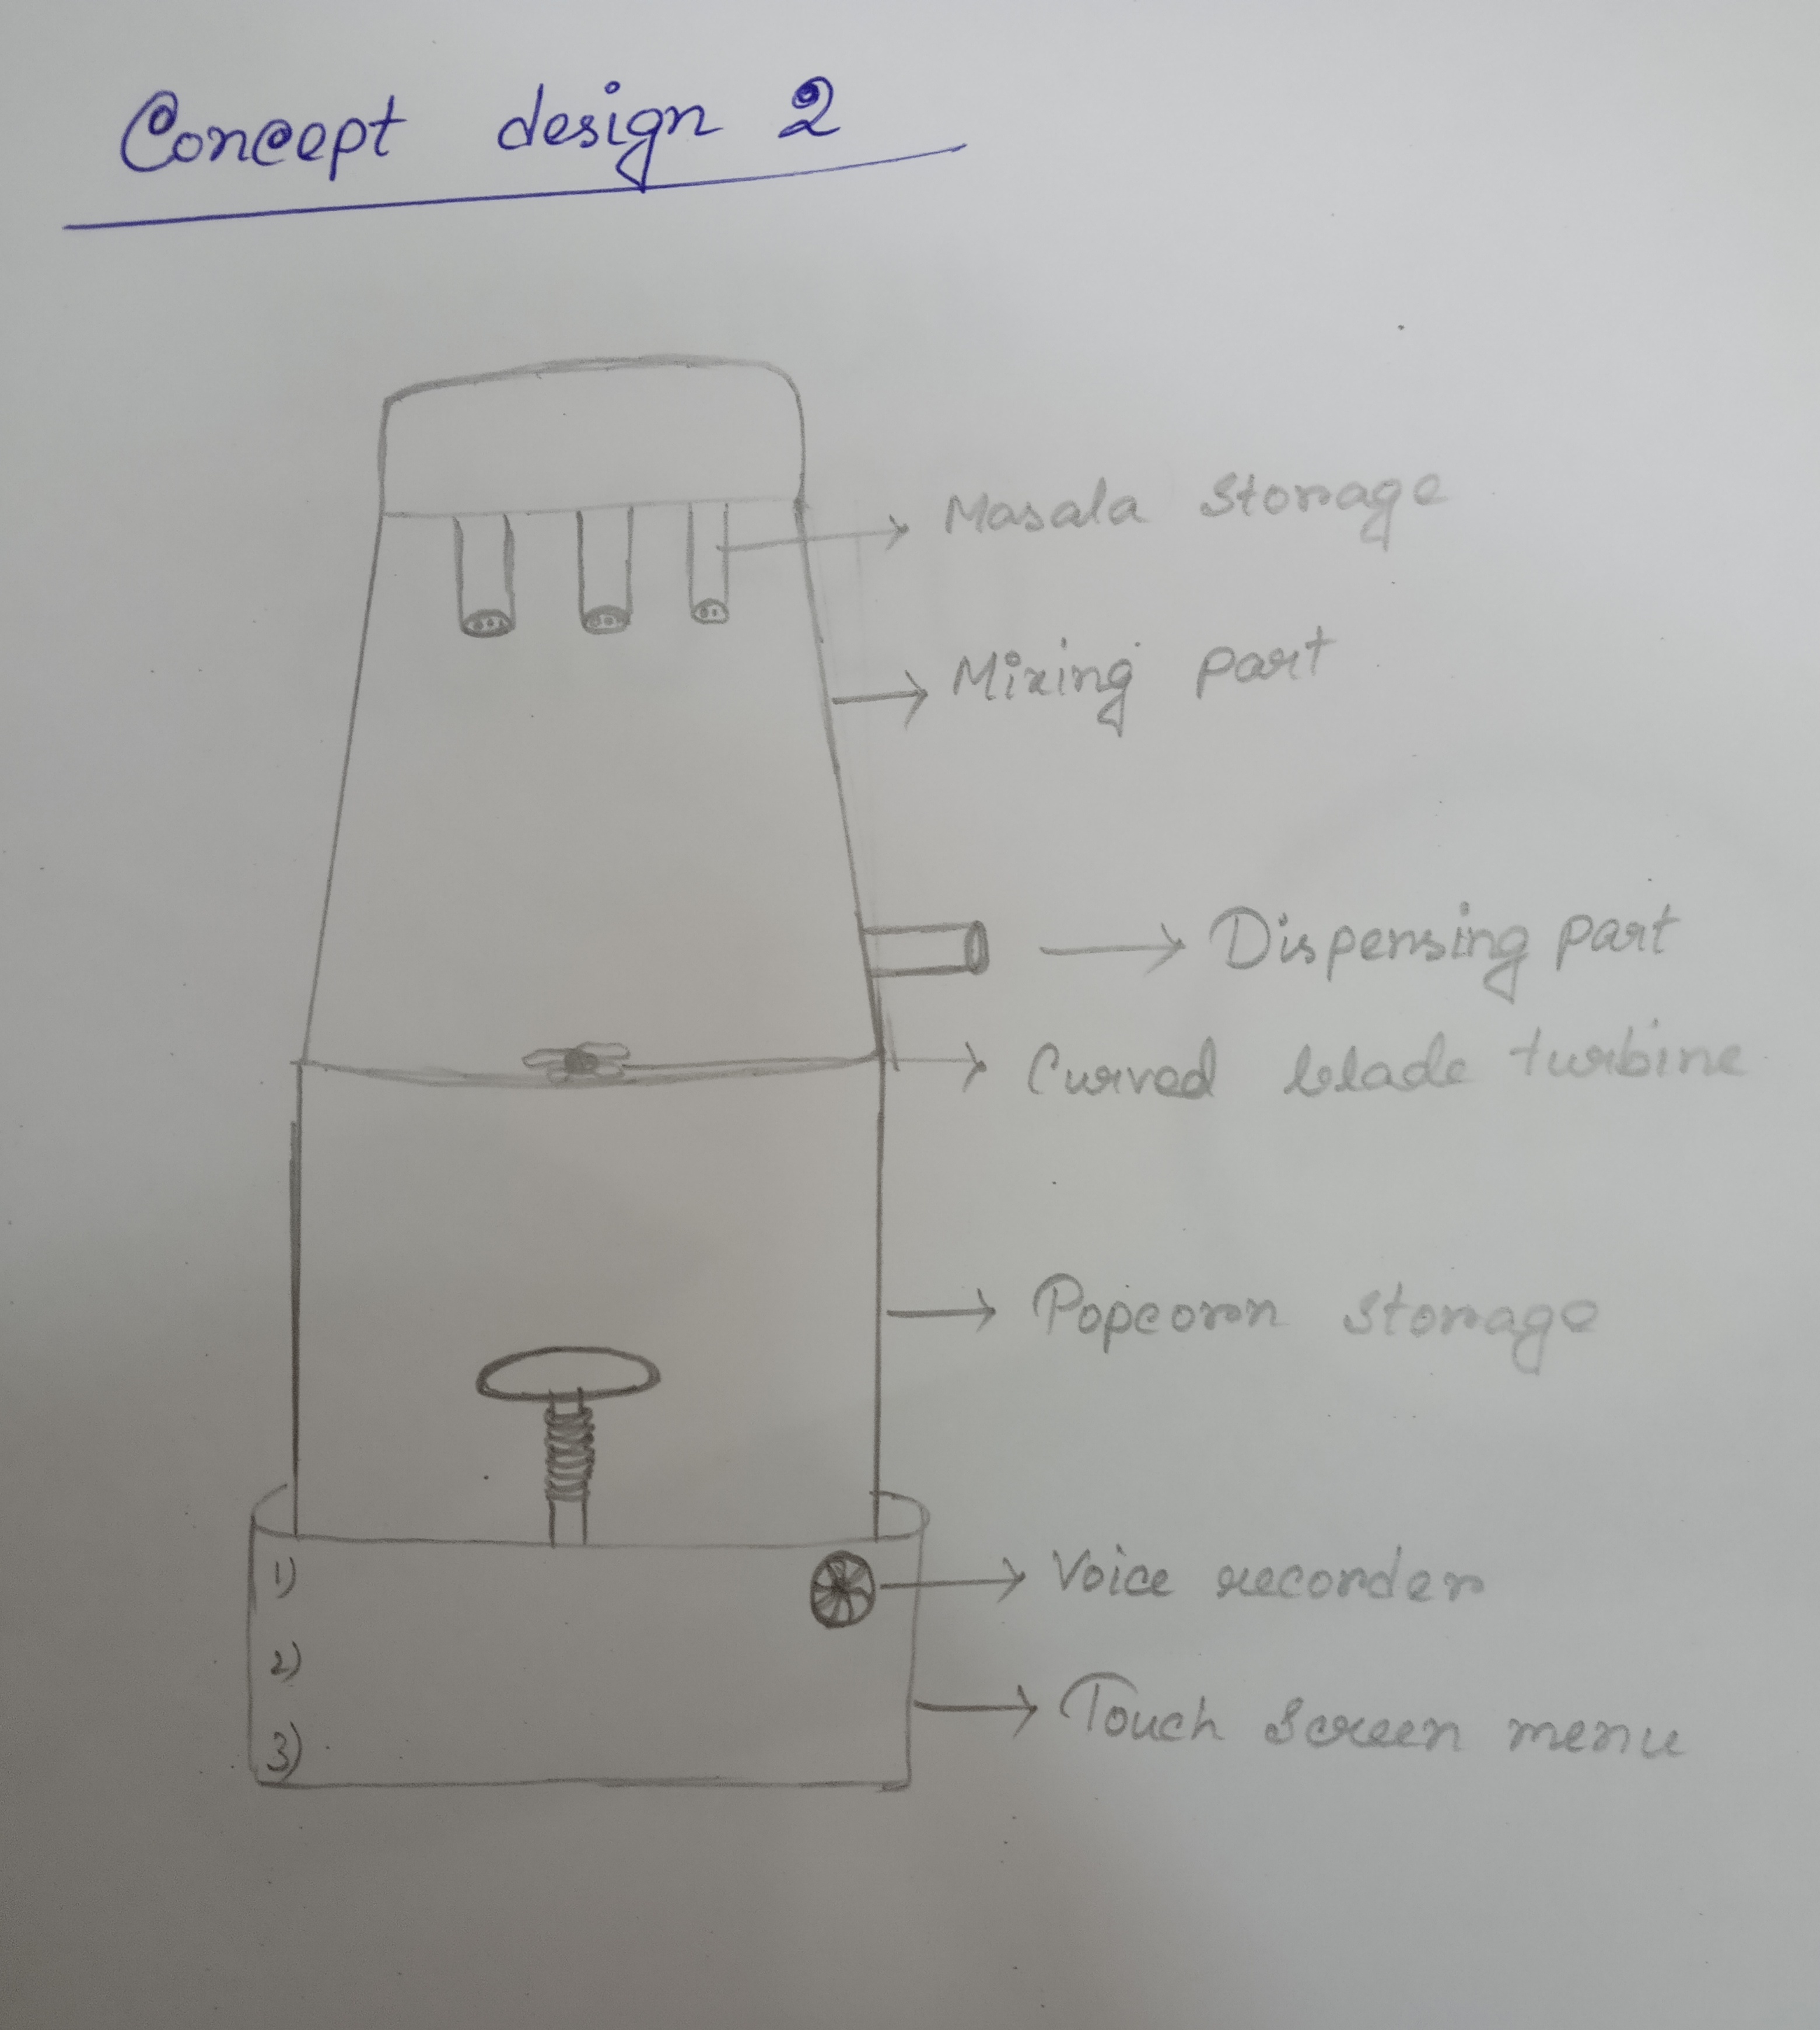 Concept design 2
Masala storage
Mixing part
Dispensing part
Curved blade turbine
Popcorn storage
1)
Voice recorder
2)
Touch screen menu
3)